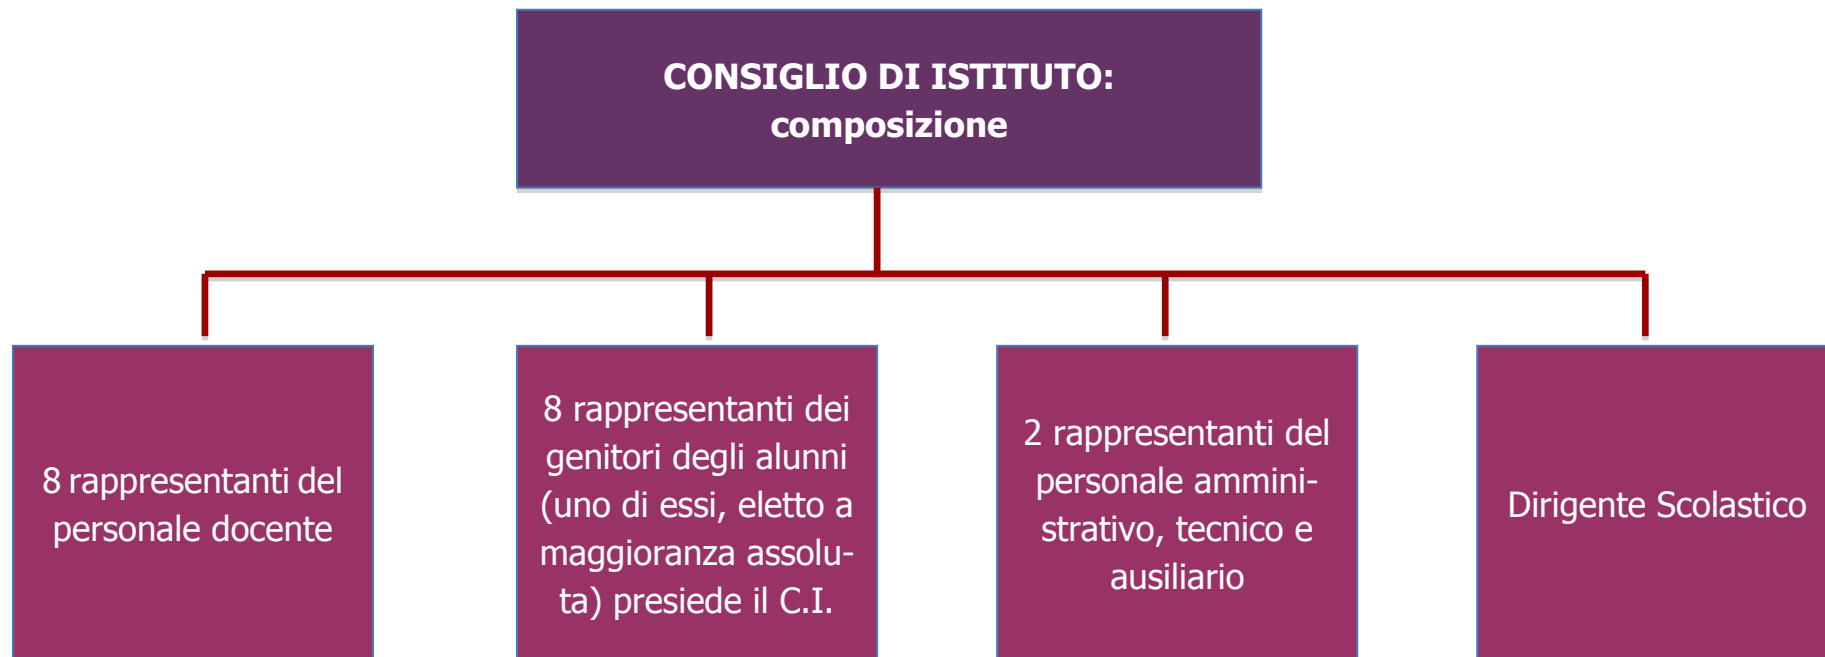 CONSIGLIO DI ISTITUTO:
composizione
8 rappresentanti del
personale docente
8 rappresentanti dei
genitori degli alunni
(uno di essi, eletto a
maggioranza assolu-
ta) presiede il C.I.
2 rappresentanti del
personale ammini-
strativo, tecnico e
ausiliario
Dirigente Scolastico